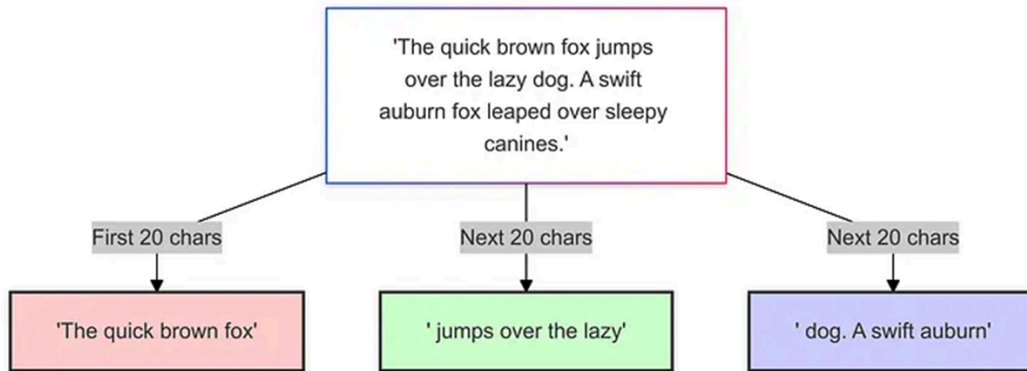 'The quick brown fox jumps
over the lazy dog. A swift
auburn fox leaped over sleepy
canines.'
First 20 chars
Next 20 chars
Next 20 chars
'The quick brown fox'
' jumps over the lazy'
' dog. A swift auburn'